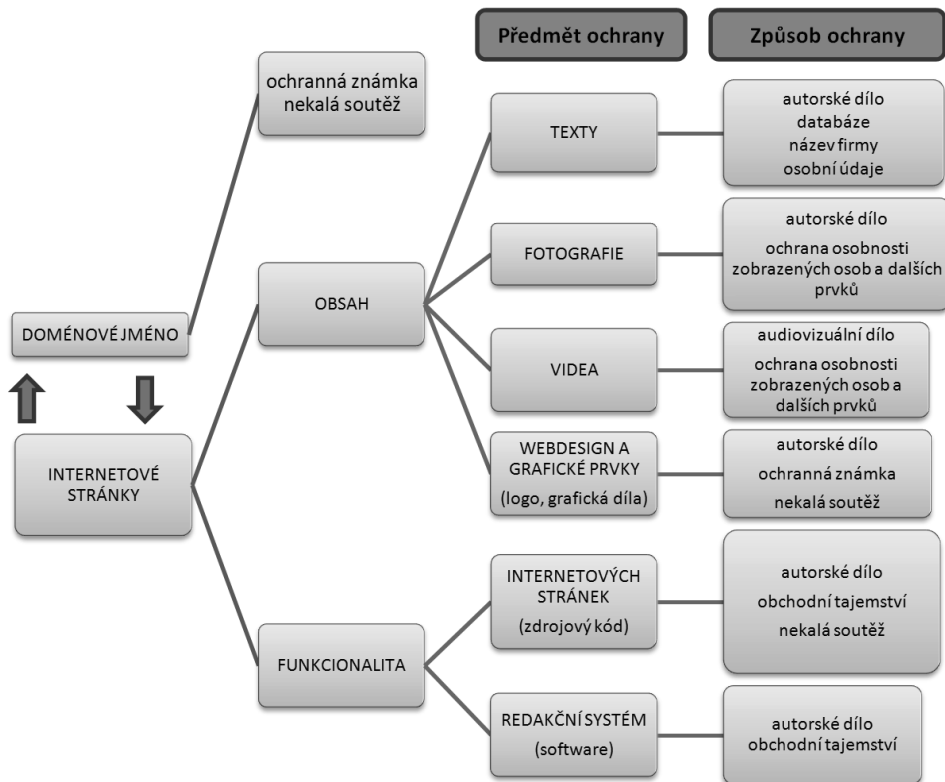 Předmět ochrany
Způsob ochrany
ochranná známka
nekalá soutěž
TEXTY
autorské dílo
databáze
název firmy
osobní údaje
FOTOGRAFIE
autorské dílo
ochrana osobnosti
zobrazených osob a dalších
prvků
OBSAH
DOMÉNOVÉ JMÉNO
VIDEA
audiovizuální dílo
ochrana osobnosti
zobrazených osob a
dalších prvků
INTERNETOVÉ
STRÁNKY
WEBDESIGN A
GRAFICKÉ PRVKY
(logo, grafická díla)
autorské dílo
ochranná známka
nekalá soutěž
INTERNETOVÝCH
STRÁNEK
(zdrojový kód)
autorské dílo
obchodní tajemství
nekalá soutěž
FUNKCIONALITA
REDAKČNÍ SYSTÉM
(software)
autorské dílo
obchodní tajemství